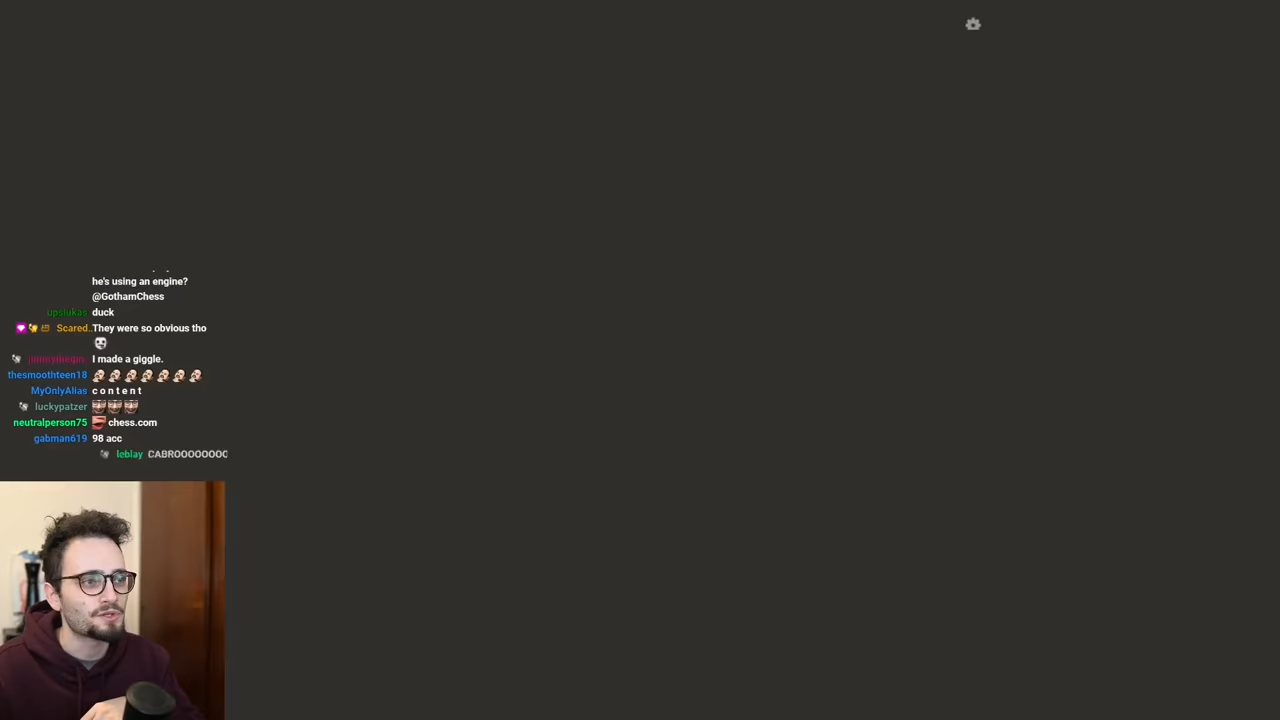 he's using an engine?
@GothamChess
upslukas duck
Scared.. They were so obvious tho
I made a giggle.
thesmoothteen18
MyOnlyAlias c o n t e n t
luckypatzer
neutralperson75 chess.com
gabman619 98 acc
leblay CABROOOOOOOO